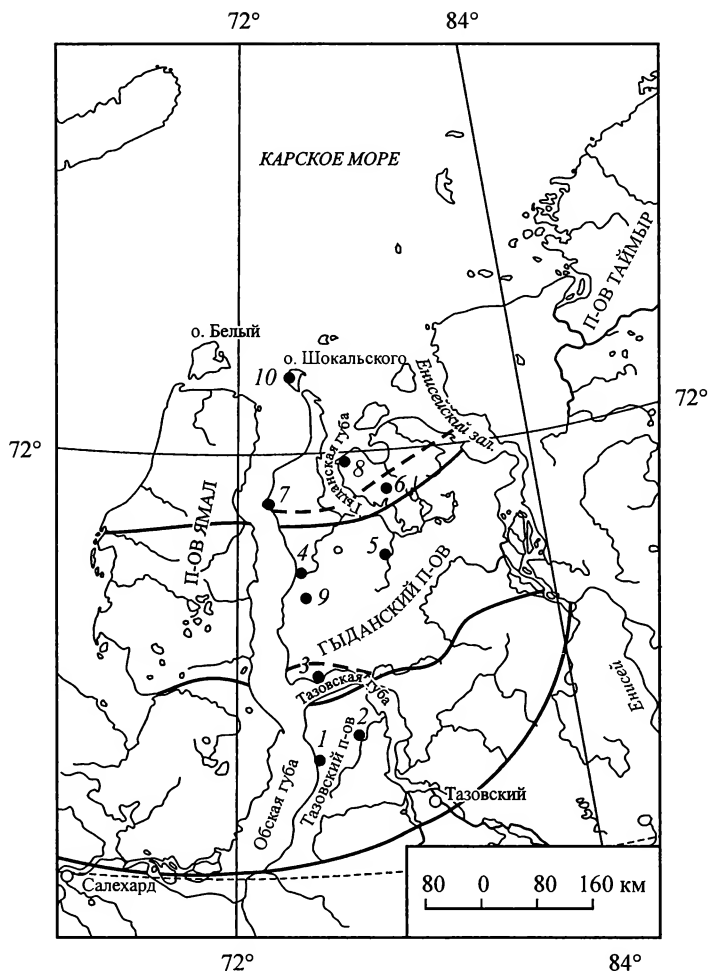 72°
84°
КАРСКОЕ МОРЕ
П-ОВ ТАЙМЫР
о. Белый
о. Шокальского
10
Енисейский зал.
72°
72°
Гыданская губа
8
6
7
П-ОВ ЯМАЛ
4
5
9
ГЫДАНСКИЙ П-ОВ
3
Тазовская губа
Енисей
1
2
Тазовский п-ов
Обская губа
Тазовский
Салехард
80 0 80 160 км
72°
84°